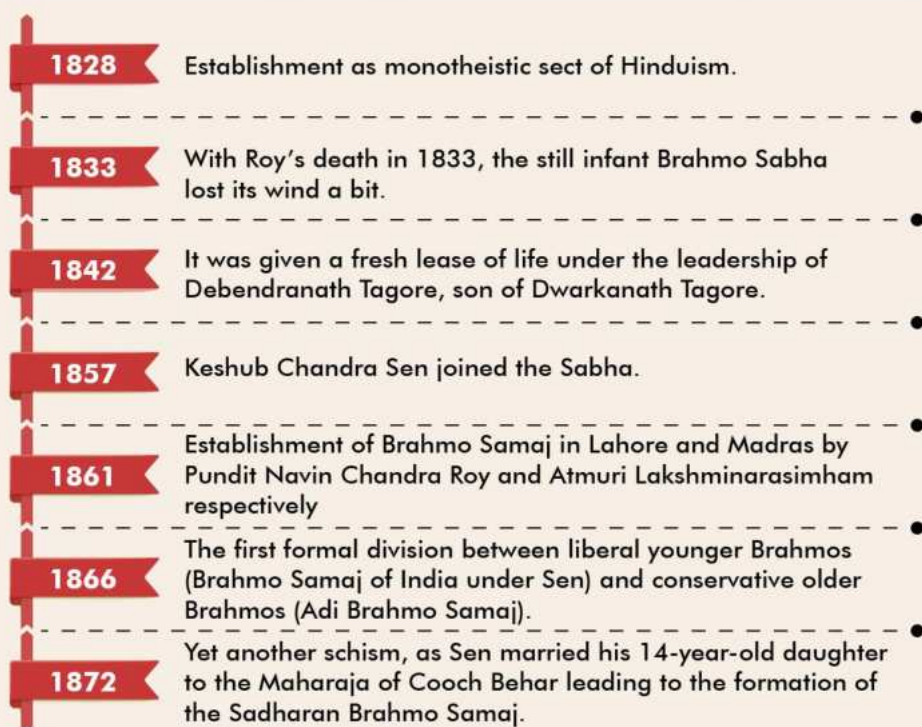 1828
Establishment as monotheistic sect of Hinduism.
1833
With Roy's death in 1833, the still infant Brahmo Sabha
lost its wind a bit.
1842
It was given a fresh lease of life under the leadership of
Debendranath Tagore, son of Dwarkanath Tagore.
1857
Keshub Chandra Sen joined the Sabha.
1861
Establishment of Brahmo Samaj in Lahore and Madras by
Pundit Navin Chandra Roy and Atmuri Lakshminarasimham
respectively
1866
The first formal division between liberal younger Brahmos
(Brahmo Samaj of India under Sen) and conservative older
Brahmos (Adi Brahmo Samaj).
1872
Yet another schism, as Sen married his 14-year-old daughter
to the Maharaja of Cooch Behar leading to the formation of
the Sadharan Brahmo Samaj.